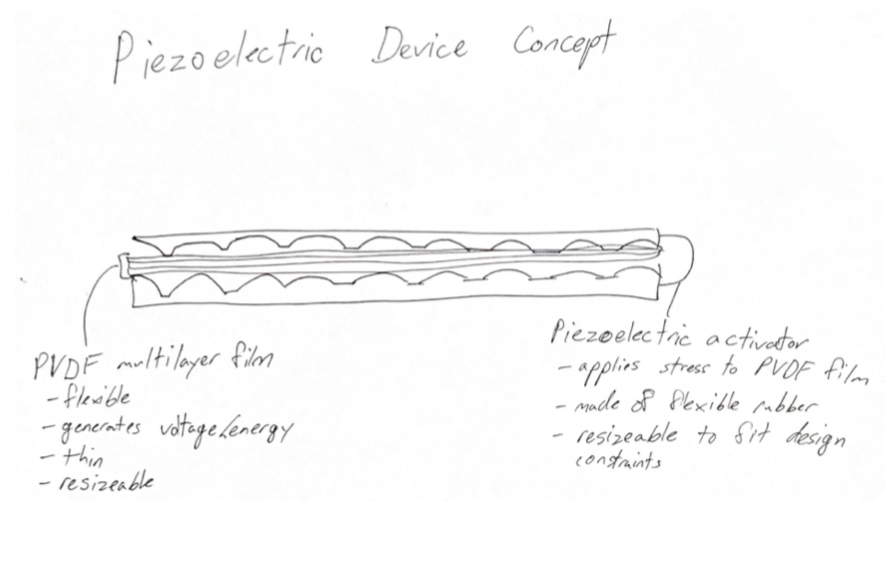 Piezoelectric Device Concept
PVDF multilayer film
- flexible
- generates voltage/energy
- thin
- resizeable
Piezoelectric activator
- applies stress to PVDF film
- made of flexible rubber
- resizeable to fit design
constraints